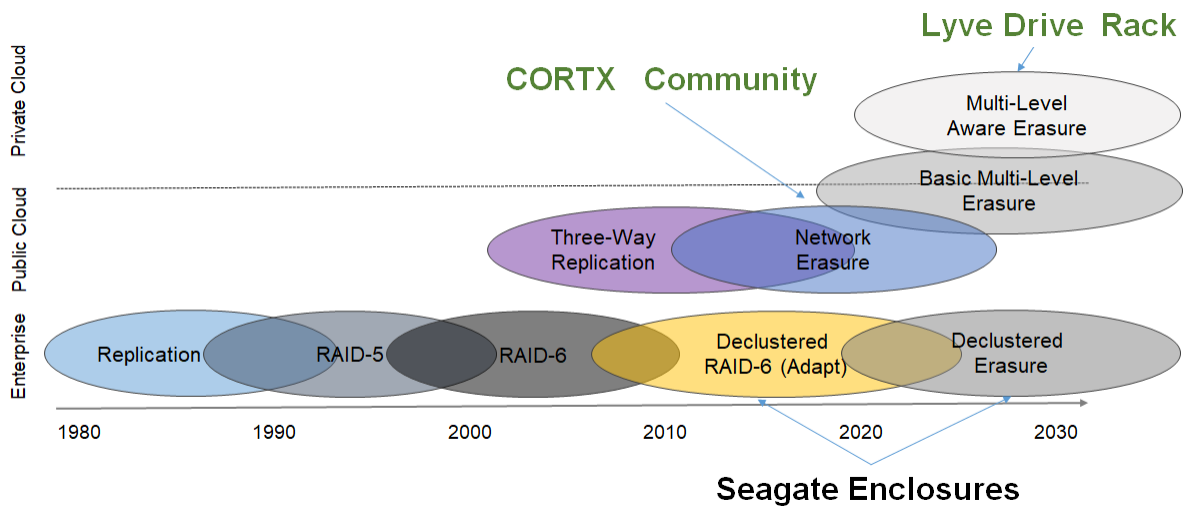 Lyve Drive Rack
CORTX Community
Private Cloud
Multi-Level
Aware Erasure
Basic Multi-Level
Erasure
Public Cloud
Three-Way
Replication
Network
Erasure
Enterprise
Replication
RAID-5
RAID-6
Declustered
RAID-6 (Adapt)
Declustered
Erasure
1980 1990 2000 2010 2020 2030
Seagate Enclosures